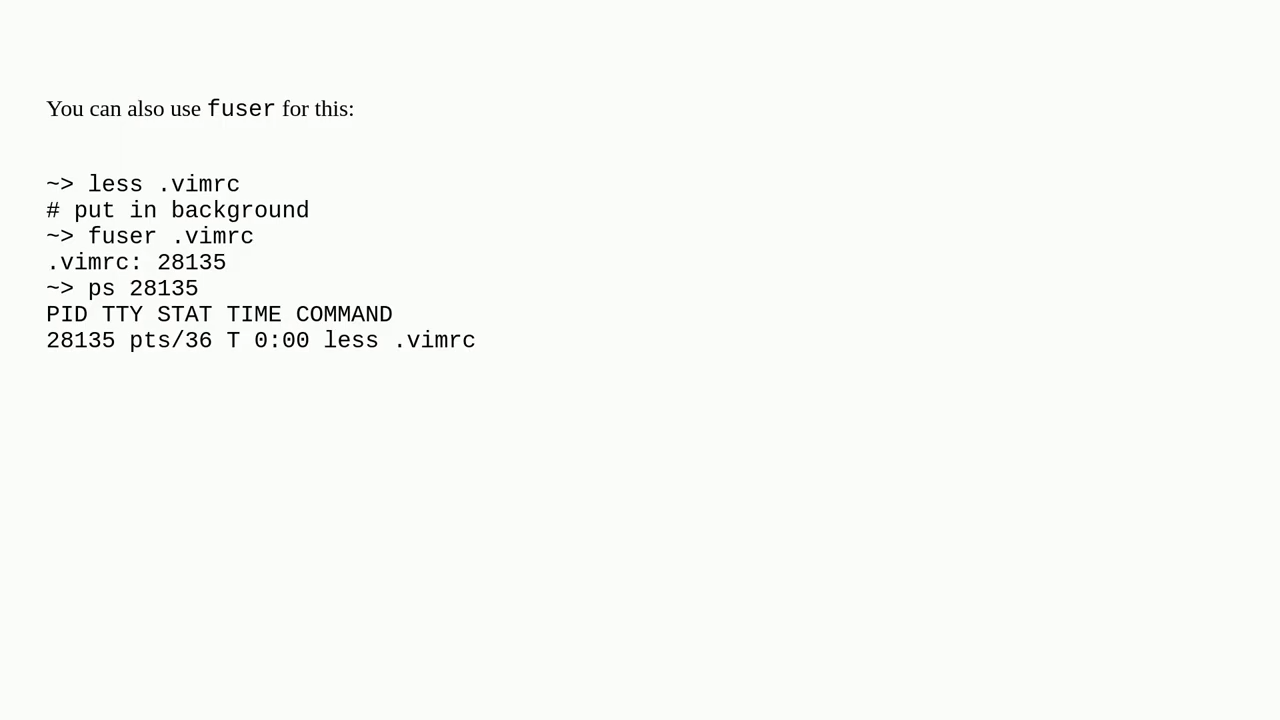 You can also use fuser for this:
~> less .vimrc
# put in background
~> fuser .vimrc
.vimrc: 28135
~> ps 28135
PID TTY STAT TIME COMMAND
28135 pts/36 T 0:00 less .vimrc